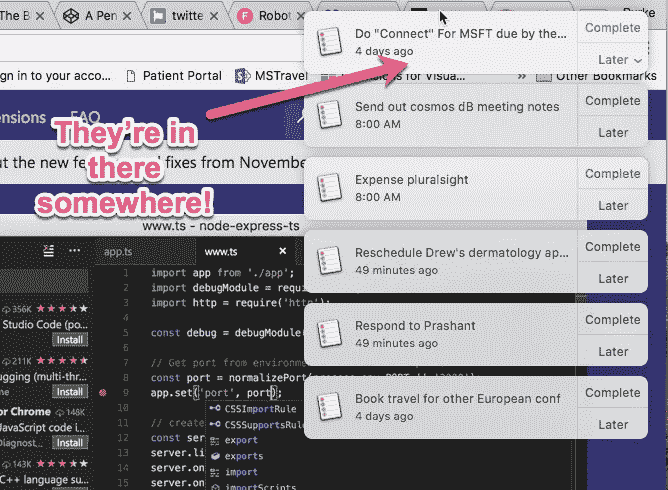 The B
A Pen
twitte
Robot
Burke
ign in to your acco...
Patient Portal
MSTravel
for Visua...
»
Other Bookmarks
ensions
FAQ
ut the new fe
fixes from November
They're in
there
somewhere!
Do "Connect" For MSFT due by the...
4 days ago
Complete
Later
Send out cosmos dB meeting notes
8:00 AM
Complete
Later
Expense pluralsight
8:00 AM
Complete
Later
Reschedule Drew's dermatology ap...
49 minutes ago
Complete
Later
Respond to Prashant
49 minutes ago
Complete
Later
Book travel for other European conf
4 days ago
Complete
Later
www.ts - node-express-ts
app.ts
www.ts
356K
Studio Code (po...
Install
211K
ugging (multi-thr...
Install
or Chrome
148K
JavaScript code i...
Diagnost...
Install
143K
C++ language su...
Install
1 import app from './app';
2 import debugModule = requir
3 import http = require('http');
4
5 const debug = debugModule(
6
7 // Get port from environm
8 const port = normalizePort(
9 app.set('port', port);
10
11 // creat
12 const ser
13 server.li
14 server.on
15 server.on
CSSImportRule
CSSSupportsRul
export
exports
import
importScripts